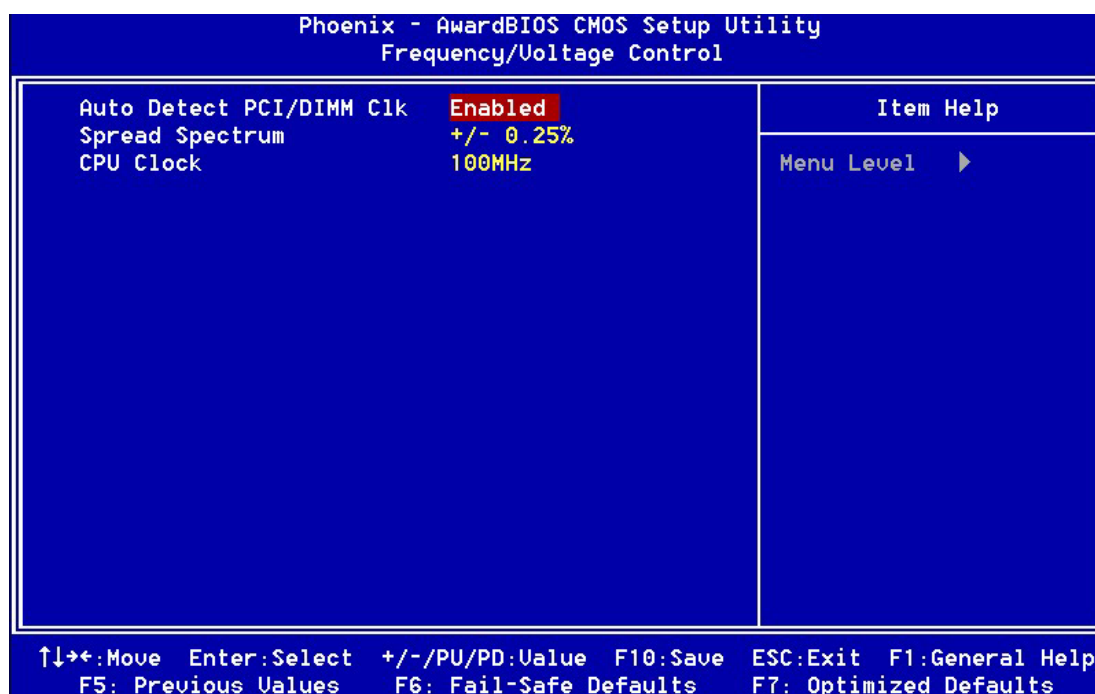 Phoenix - AwardBIOS CMOS Setup Utility
Frequency/Voltage Control
Auto Detect PCI/DIMM Clk Enabled
Spread Spectrum +/- 0.25%
CPU Clock 100MHz
Item Help
Menu Level ▶
↑↓→←:Move Enter:Select +/-/PU/PD:Value F10:Save ESC:Exit F1:General Help
F5: Previous Values F6: Fail-Safe Defaults F7: Optimized Defaults